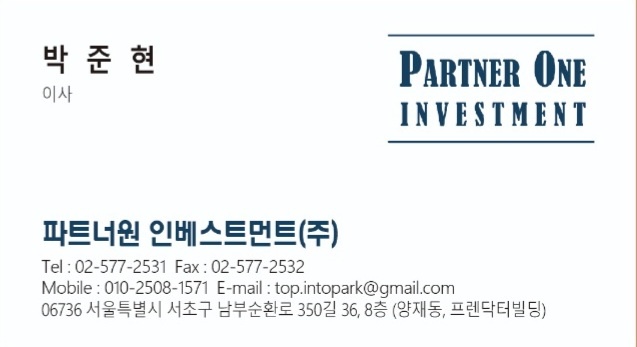 박 준 현
이사
PARTNER ONE
INVESTMENT
파트너원 인베스트먼트(주)
Tel : 02-577-2531 Fax : 02-577-2532
Mobile : 010-2508-1571 E-mail : top.intopark@gmail.com
06736 서울특별시 서초구 남부순환로 350길 36, 8층 (양재동, 프렌닥터빌딩)